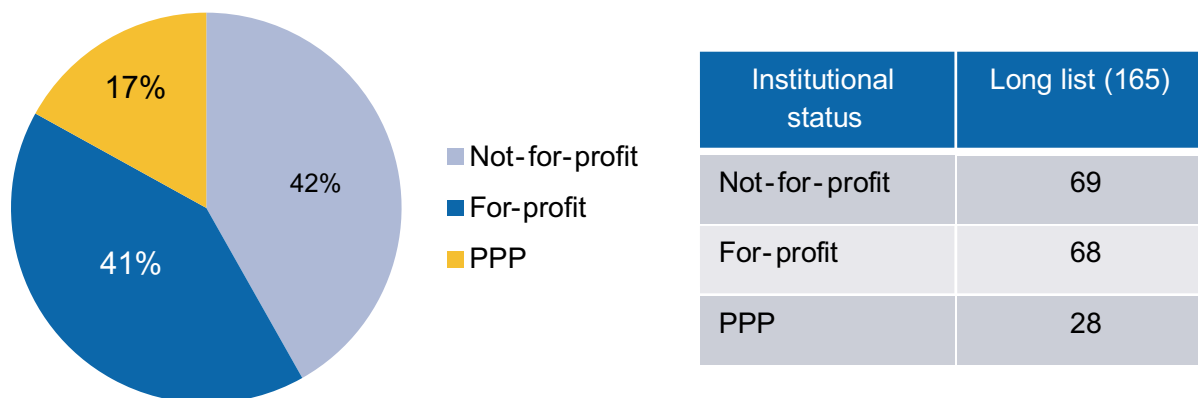 17%
42%
41%
Not-for-profit
For-profit
PPP
Institutional status
Long list (165)
Not-for-profit
69
For-profit
68
PPP
28